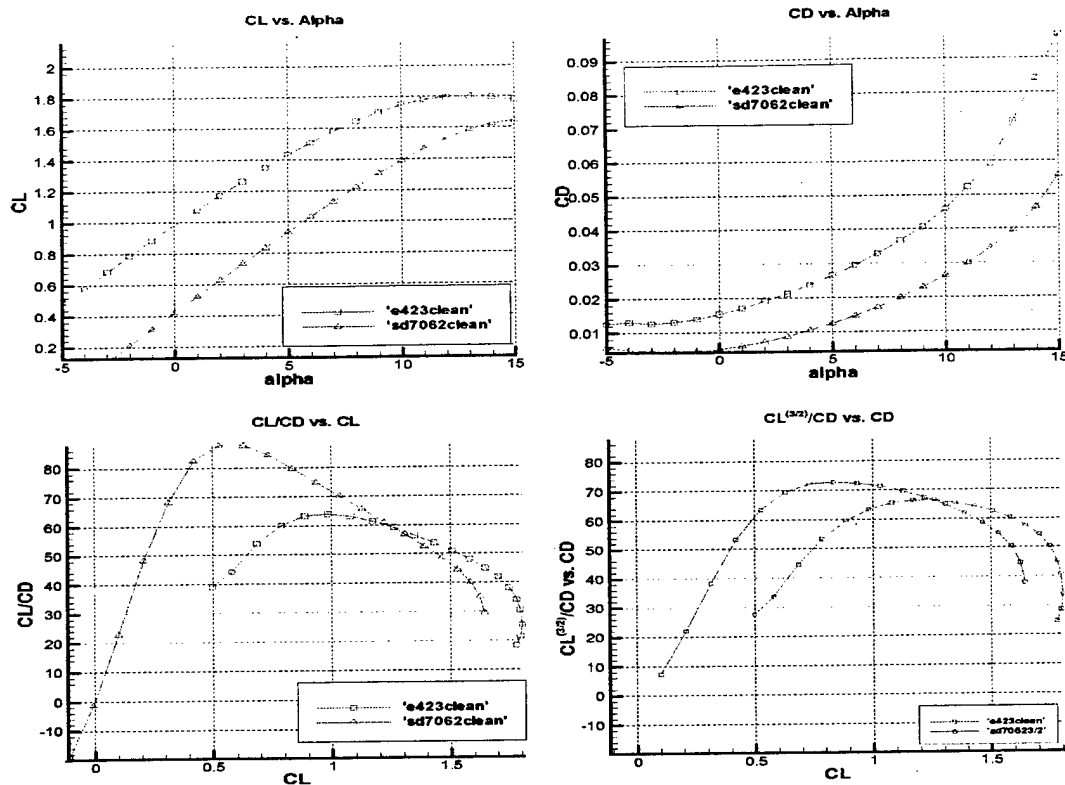 CL vs. Alpha
2
1.8
1.6
1.4
1.2
1
0.8
0.6
0.4
0.2
CL
-5
0
5
10
15
alpha
'e423clean'
'sd7062clean'
CD vs. Alpha
0.09
0.08
0.07
0.06
0.05
0.04
0.03
0.02
0.01
CD
-5
0
5
10
15
alpha
'e423clean'
'sd7062clean'
CL/CD vs. CL
80
70
60
50
40
30
20
10
0
-10
CL/CD
0
0.5
1
1.5
CL
'e423clean'
'sd7062clean'
CL(3/2)/CD vs. CD
80
70
60
50
40
30
20
10
0
-10
CL(3/2)/CD vs. CD
0
0.5
1
1.5
CL
'e423clean'
'sd70623/2'